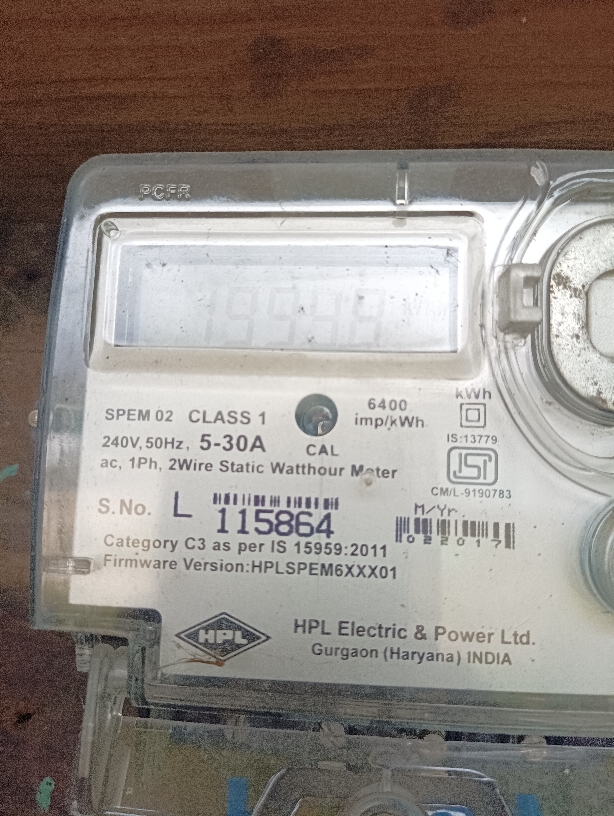 PCFR
19998
SPEM 02 CLASS 1
6400
imp/kWh
kWh
240V, 50Hz, 5-30A
CAL
IS:13779
ac, 1Ph, 2Wire Static Watthour Meter
ISI
CM/L-9190783
S.No. L 115864
M/Yr.
022017
Category C3 as per IS 15959:2011
Firmware Version:HPLSPEM6XXX01
HPL
HPL Electric & Power Ltd.
Gurgaon (Haryana) INDIA